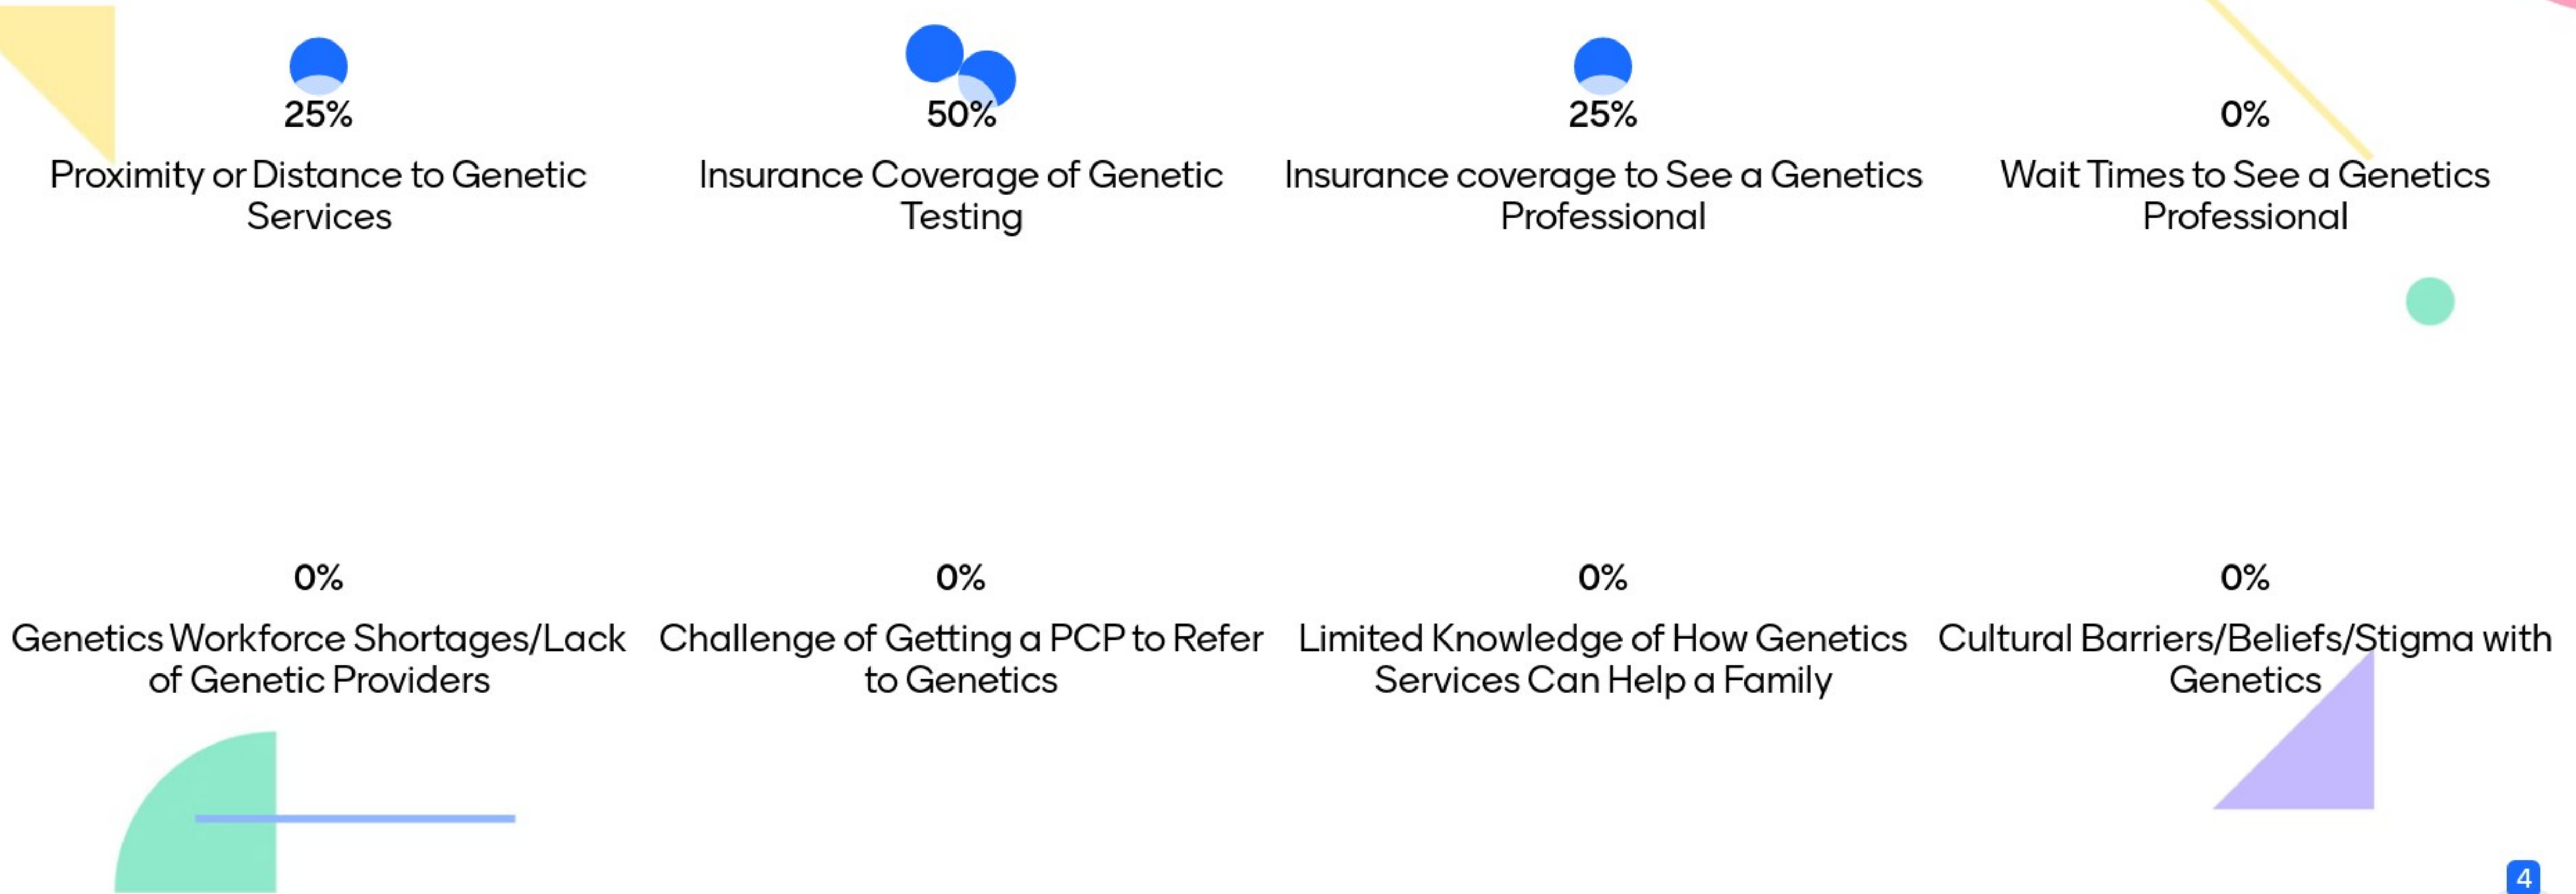 25%
50%
25%
0%
Proximity or Distance to Genetic
Services
Insurance Coverage of Genetic
Testing
Insurance coverage to See a Genetics
Professional
Wait Times to See a Genetics
Professional
0%
0%
0%
0%
Genetics Workforce Shortages/Lack
of Genetic Providers
Challenge of Getting a PCP to Refer
to Genetics
Limited Knowledge of How Genetics
Services Can Help a Family
Cultural Barriers/Beliefs/Stigma with
Genetics
4